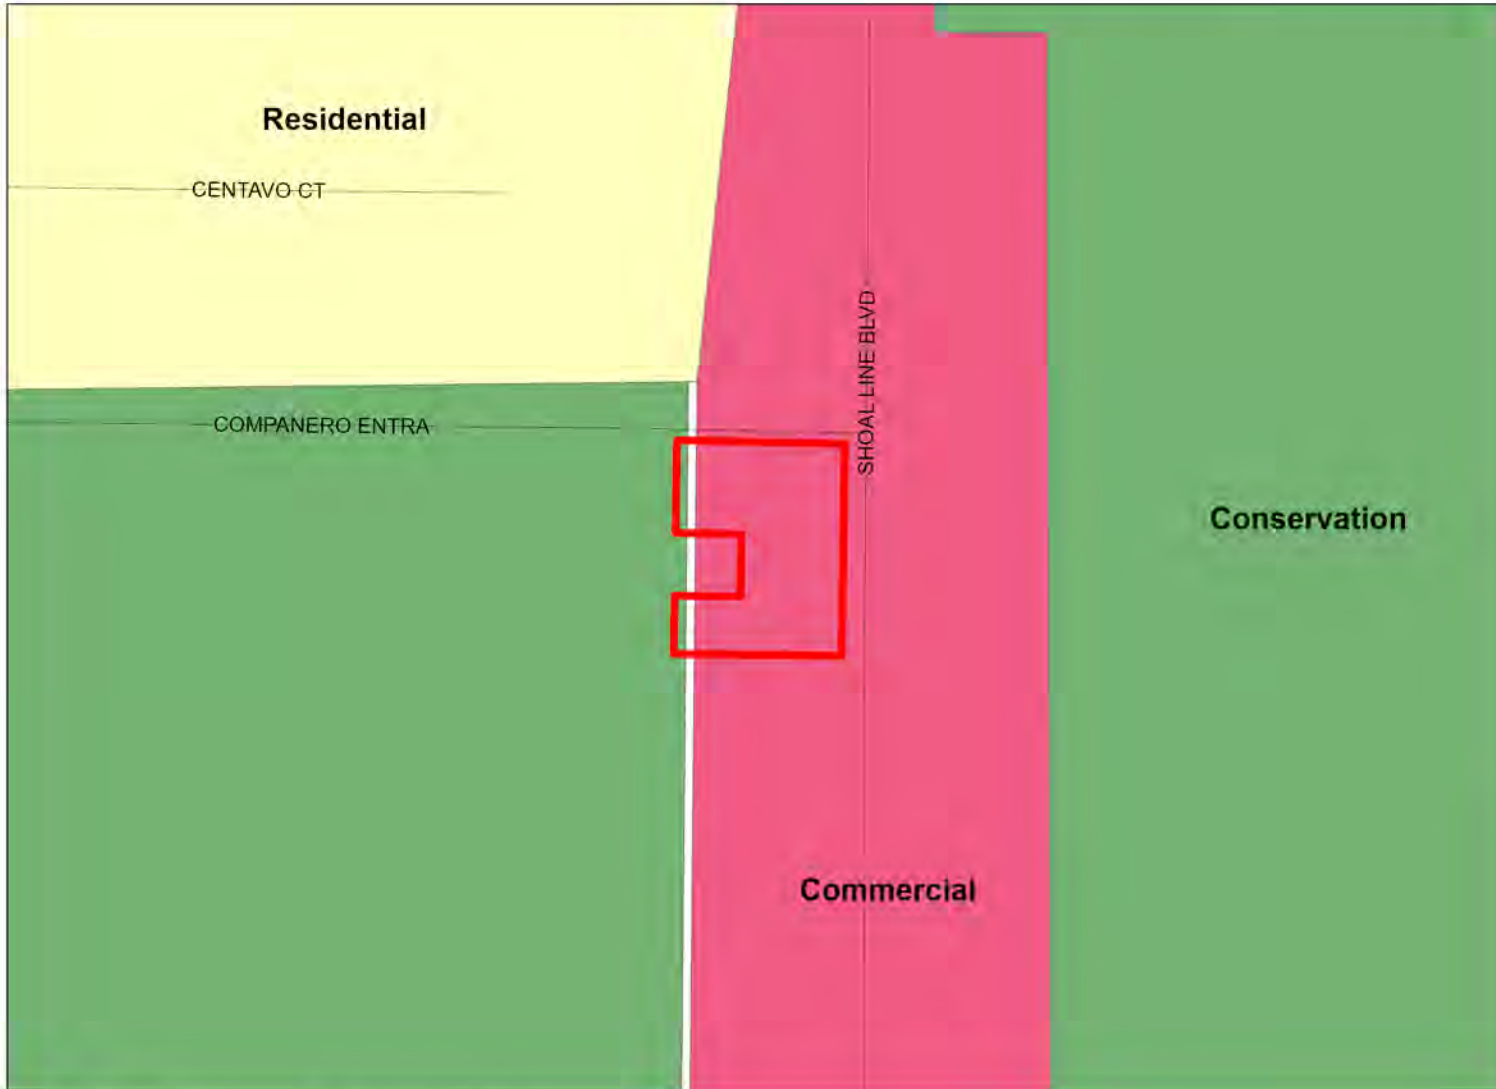 Residential
CENTAVO CT
COMPANERO ENTRA
SHOAL LINE BLVD
Conservation
Commercial